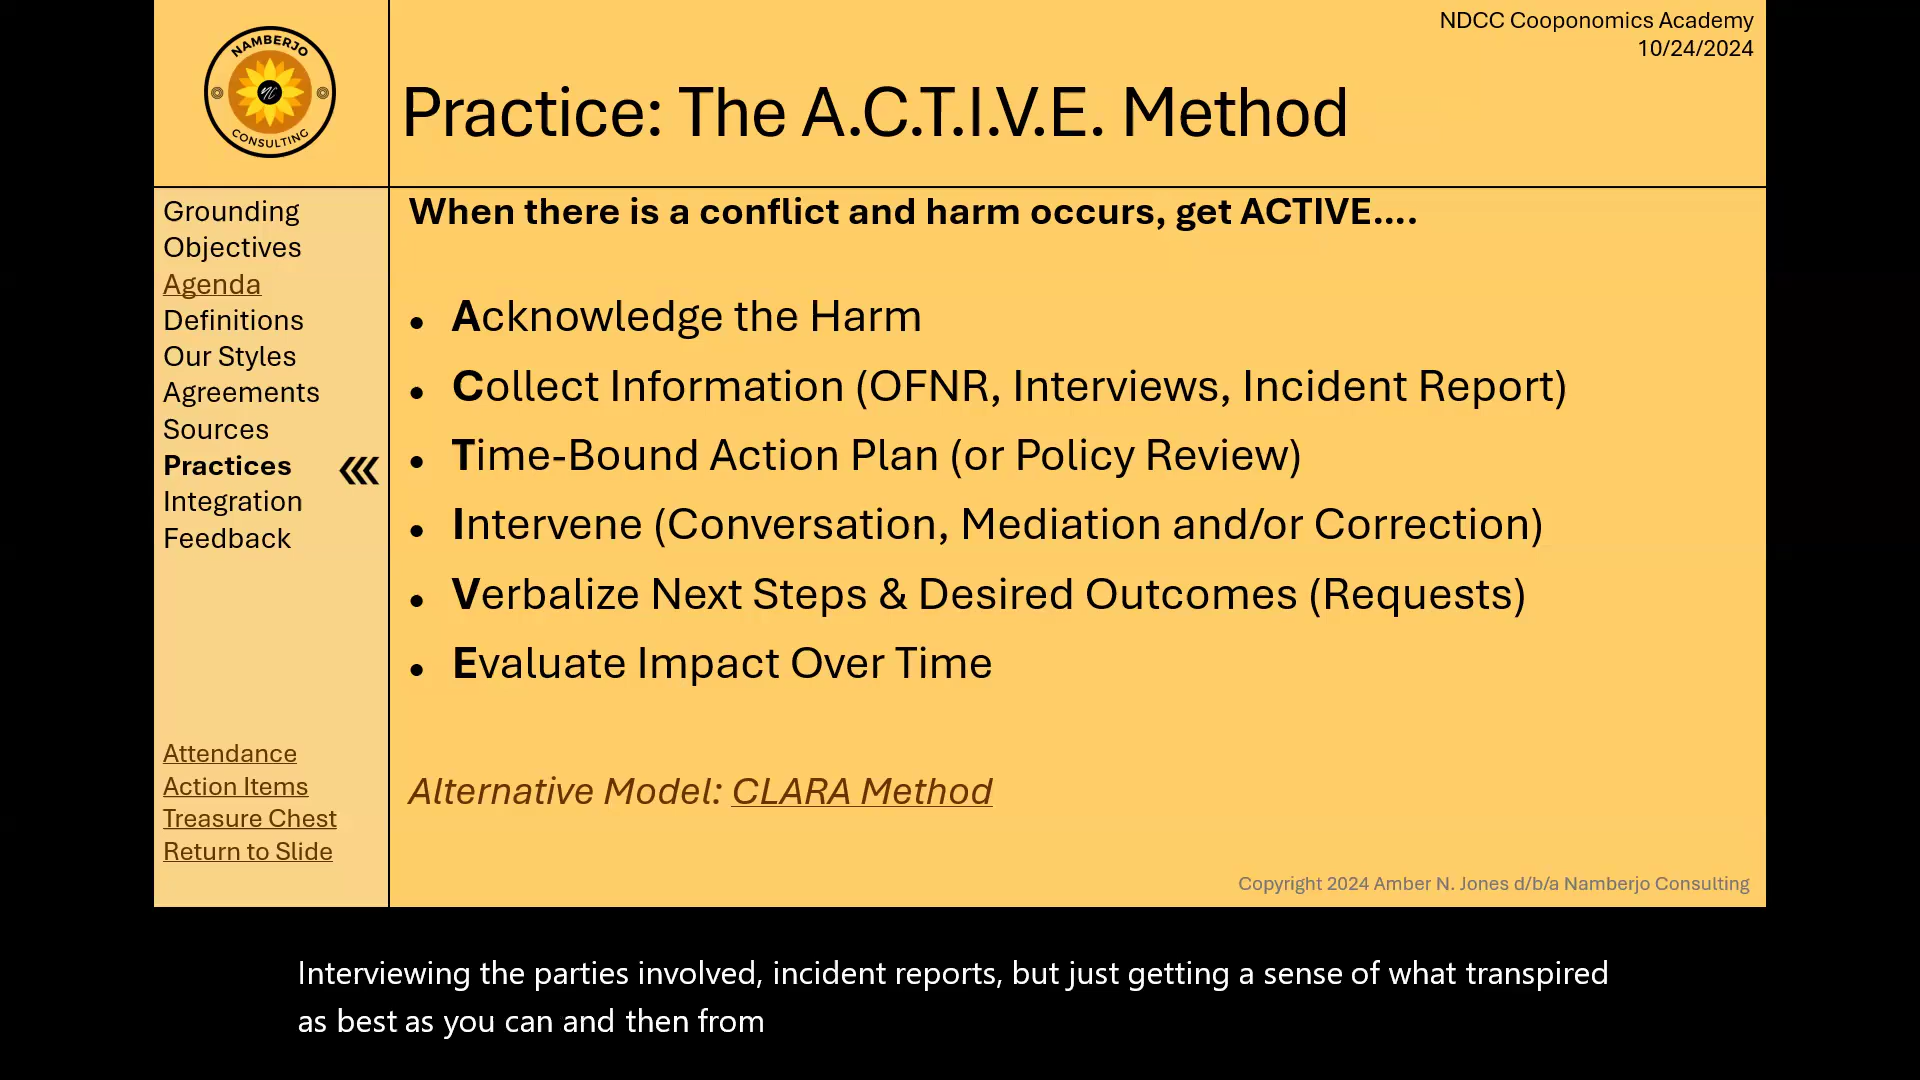 NAMBERJO
CONSULTING
NDCC Cooponomics Academy
10/24/2024
Practice: The A.C.T.I.V.E. Method
Grounding
Objectives
Agenda
Definitions
Our Styles
Agreements
Sources
Practices
Integration
Feedback
Attendance
Action Items
Treasure Chest
Return to Slide
When there is a conflict and harm occurs, get ACTIVE....
• Acknowledge the Harm
• Collect Information (OFNR, Interviews, Incident Report)
• Time-Bound Action Plan (or Policy Review)
• Intervene (Conversation, Mediation and/or Correction)
• Verbalize Next Steps & Desired Outcomes (Requests)
• Evaluate Impact Over Time
Alternative Model: CLARA Method
Copyright 2024 Amber N. Jones d/b/a Namberjo Consulting
Interviewing the parties involved, incident reports, but just getting a sense of what transpired
as best as you can and then from